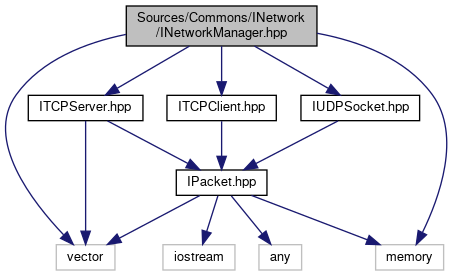 Sources/Commons/INetwork
/INetworkManager.hpp
ITCPServer.hpp
ITCPClient.hpp
IUDPSocket.hpp
IPacket.hpp
vector
iostream
any
memory